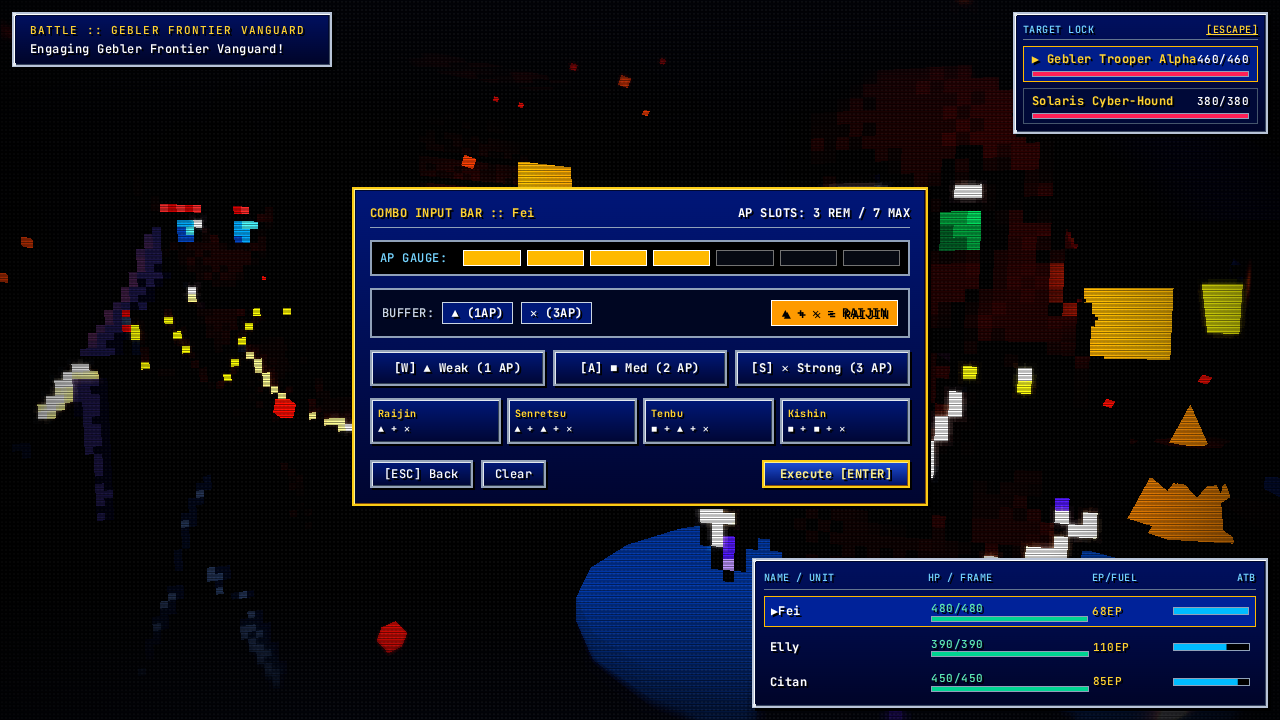 BATTLE :: GEBLER FRONTIER VANGUARD
Engaging Gebler Frontier Vanguard!
TARGET LOCK [ESCAPE]
▶ Gebler Trooper Alpha 460/460
Solaris Cyber-Hound 380/380
COMBO INPUT BAR :: Fei AP SLOTS: 3 REM / 7 MAX
AP GAUGE:
BUFFER: ▲ (1AP) ✕ (3AP) ▲ + ✕ = RAIJIN
[W] ▲ Weak (1 AP) [A] ■ Med (2 AP) [S] ✕ Strong (3 AP)
Raijin Senretsu Tenbu Kishin
▲ + ✕ ▲ + ▲ + ✕ ■ + ▲ + ✕ ■ + ■ + ✕
[ESC] Back Clear Execute [ENTER]
NAME / UNIT HP / FRAME EP/FUEL ATB
▶Fei 480/480 68EP
Elly 390/390 110EP
Citan 450/450 85EP